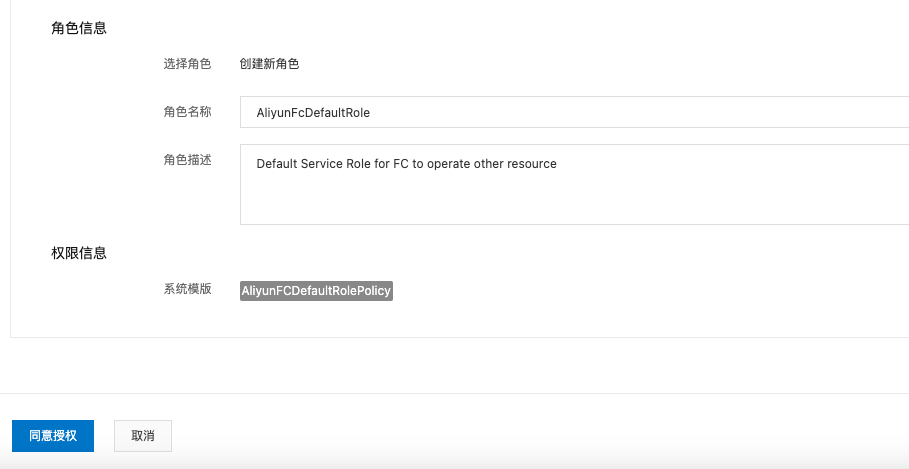 角色信息
选择角色 创建新角色
角色名称 AliyunFcDefaultRole
角色描述 Default Service Role for FC to operate other resource
权限信息
系统模版 AliyunFCDefaultRolePolicy
同意授权 取消